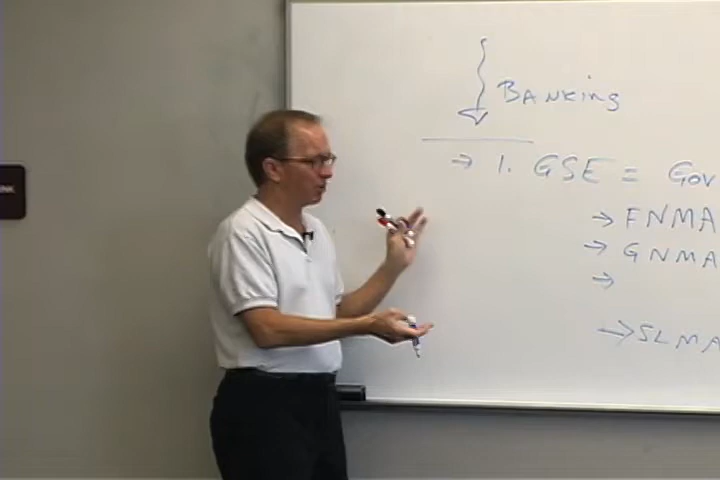 BANKing
→ 1. GSE = GOV
→ FNMA
→ GNMA
→
→ SLMA